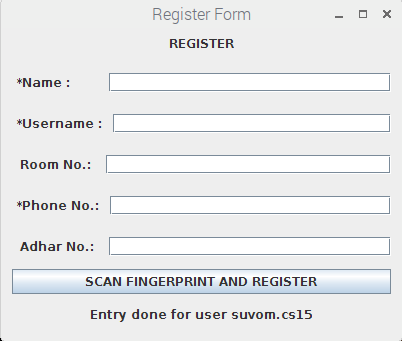 Register Form
REGISTER
*Name :
*Username :
Room No.:
*Phone No.:
Adhar No.:
SCAN FINGERPRINT AND REGISTER
Entry done for user suvom.cs15